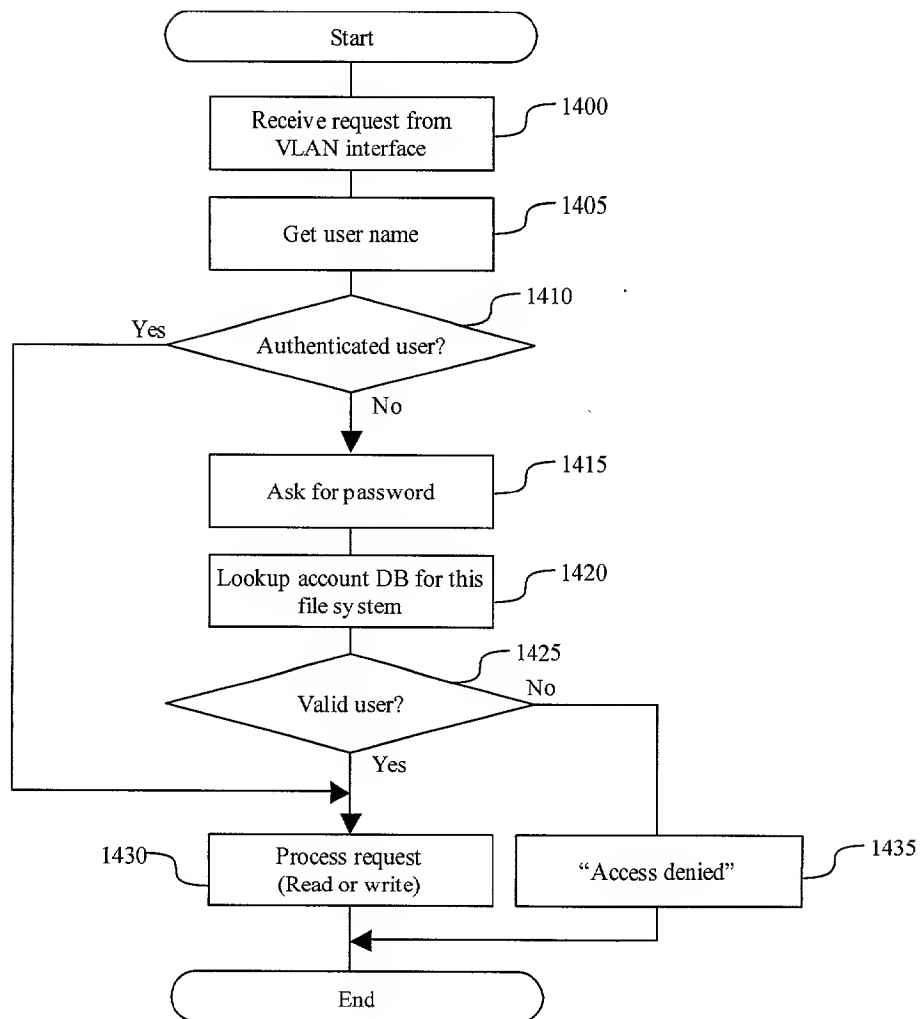 Start
Receive request from
VLAN interface
1400
Get user name
1405
1410
Yes
Authenticated user?
No
Ask for password
1415
Lookup account DB for this
file system
1420
1425
Valid user?
No
Yes
1430
Process request
(Read or write)
“Access denied”
1435
End